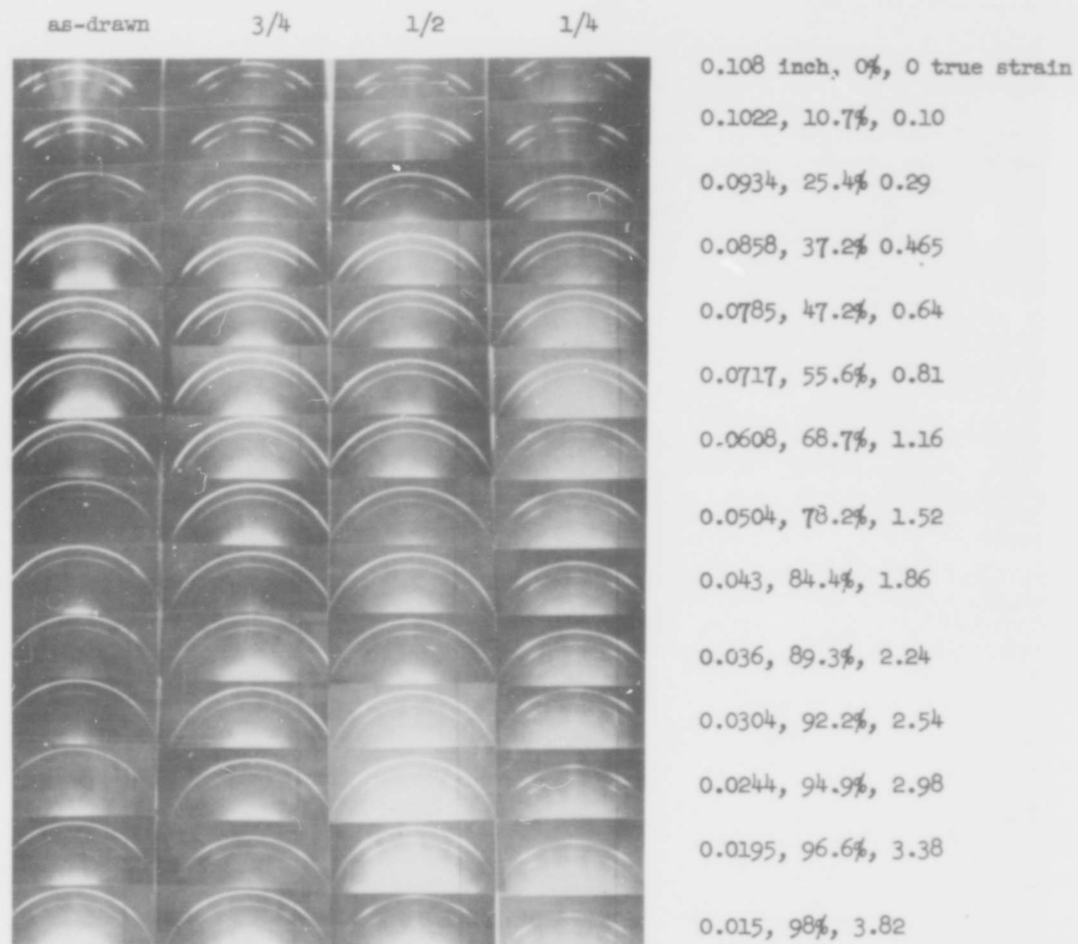 as-drawn 3/4 1/2 1/4
0.108 inch, 0%, 0 true strain
0.1022, 10.7%, 0.10
0.0934, 25.4% 0.29
0.0858, 37.2% 0.465
0.0785, 47.2%, 0.64
0.0717, 55.6%, 0.81
0.0608, 68.7%, 1.16
0.0504, 78.2%, 1.52
0.043, 84.4%, 1.86
0.036, 89.3%, 2.24
0.0304, 92.2%, 2.54
0.0244, 94.9%, 2.98
0.0195, 96.6%, 3.38
0.015, 98%, 3.82